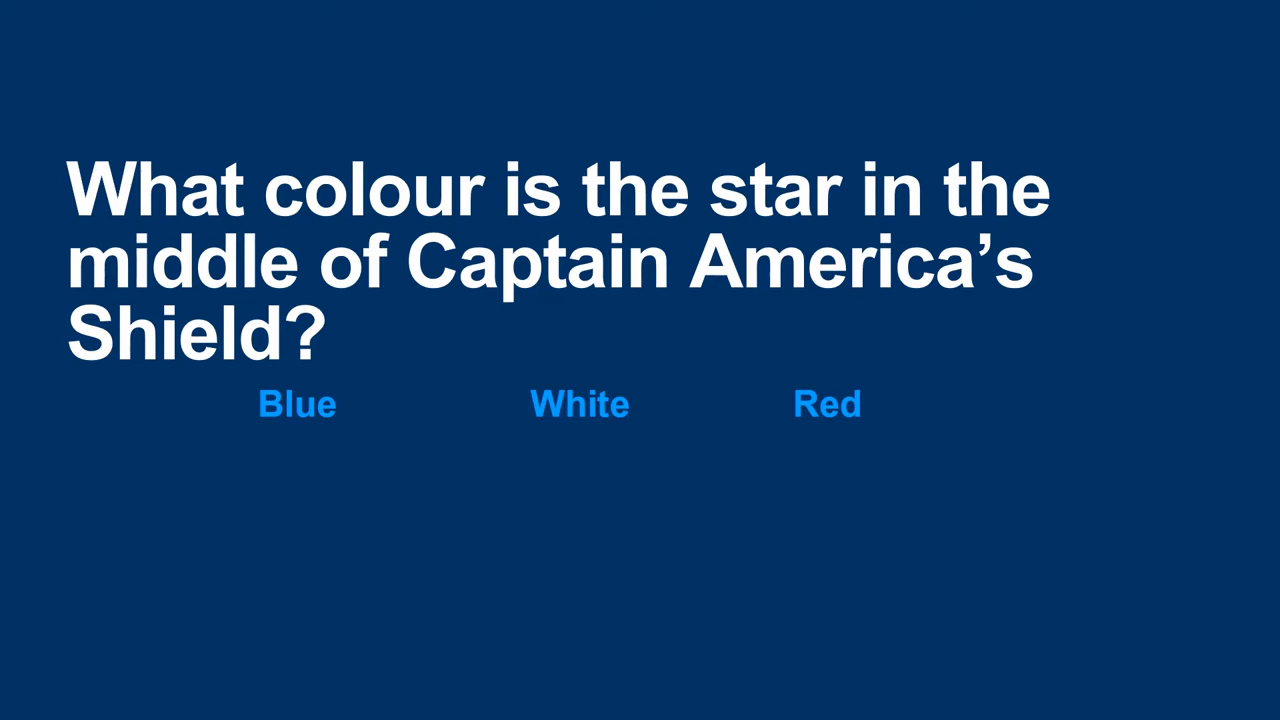 What colour is the star in the
middle of Captain America’s
Shield?
Blue White Red